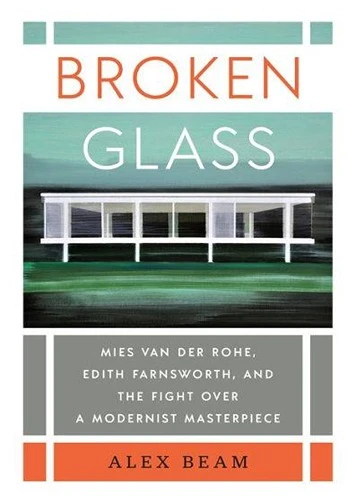 BROKEN
GLASS
MIES VAN DER ROHE,
EDITH FARNSWORTH, AND
THE FIGHT OVER
A MODERNIST MASTERPIECE
ALEX BEAM